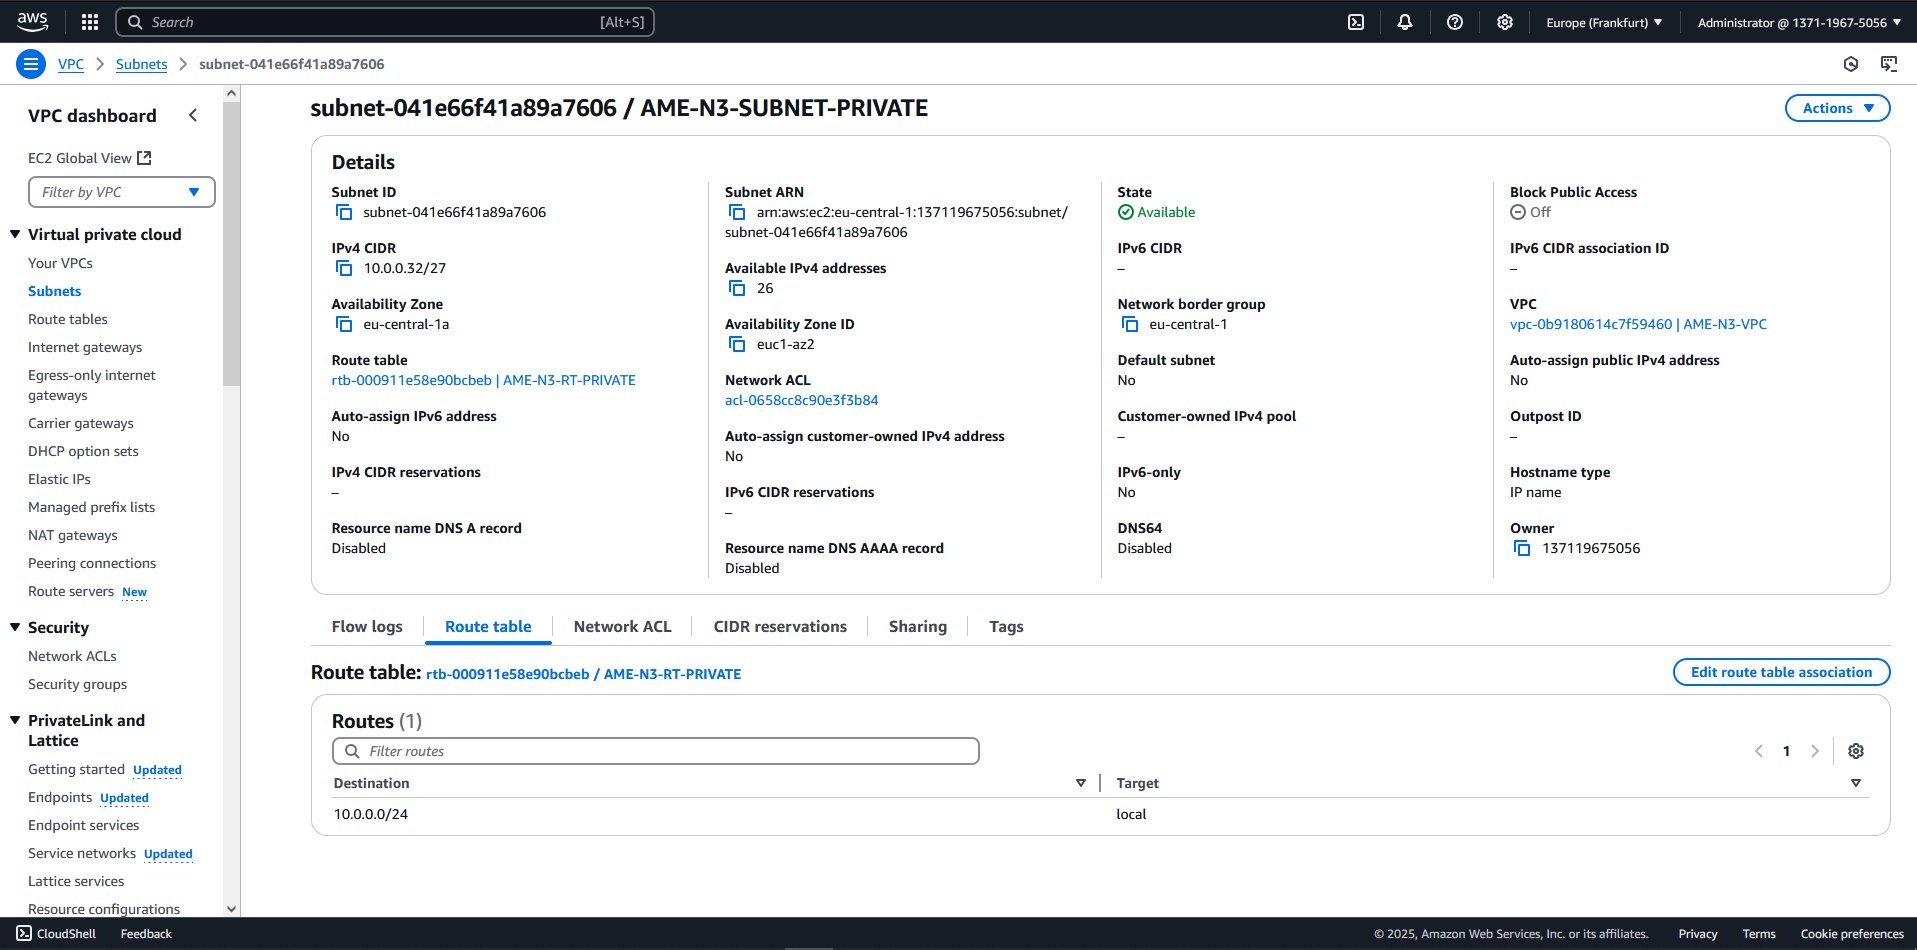 aws
Search [Alt+S]
Europe (Frankfurt)
Administrator @ 1371-1967-5056
VPC
Subnets
subnet-041e66f41a89a7606
VPC dashboard
EC2 Global View
Filter by VPC
Virtual private cloud
Your VPCs
Subnets
Route tables
Internet gateways
Egress-only internet
gateways
Carrier gateways
DHCP option sets
Elastic IPs
Managed prefix lists
NAT gateways
Peering connections
Route servers New
Security
Network ACLs
Security groups
PrivateLink and
Lattice
Getting started Updated
Endpoints Updated
Endpoint services
Service networks Updated
Lattice services
Resource configurations
subnet-041e66f41a89a7606 / AME-N3-SUBNET-PRIVATE
Actions
Details
Subnet ID
subnet-041e66f41a89a7606
IPv4 CIDR
10.0.0.32/27
Availability Zone
eu-central-1a
Route table
rtb-000911e58e90bcbeb | AME-N3-RT-PRIVATE
Auto-assign IPv6 address
No
IPv4 CIDR reservations
–
Resource name DNS A record
Disabled
Subnet ARN
arn:aws:ec2:eu-central-1:137119675056:subnet/
subnet-041e66f41a89a7606
Available IPv4 addresses
26
Availability Zone ID
euc1-az2
Network ACL
acl-0658cc8c90e3f3b84
Auto-assign customer-owned IPv4 address
No
IPv6 CIDR reservations
–
Resource name DNS AAAA record
Disabled
State
Available
IPv6 CIDR
–
Network border group
eu-central-1
Default subnet
No
Customer-owned IPv4 pool
–
IPv6-only
No
DNS64
Disabled
Block Public Access
Off
IPv6 CIDR association ID
–
VPC
vpc-0b9180614c7f59460 | AME-N3-VPC
Auto-assign public IPv4 address
No
Outpost ID
–
Hostname type
IP name
Owner
137119675056
Flow logs
Route table
Network ACL
CIDR reservations
Sharing
Tags
Route table: rtb-000911e58e90bcbeb / AME-N3-RT-PRIVATE
Edit route table association
Routes (1)
Filter routes
1
Destination Target
10.0.0.0/24 local
CloudShell Feedback
© 2025, Amazon Web Services, Inc. or its affiliates. Privacy Terms Cookie preferences